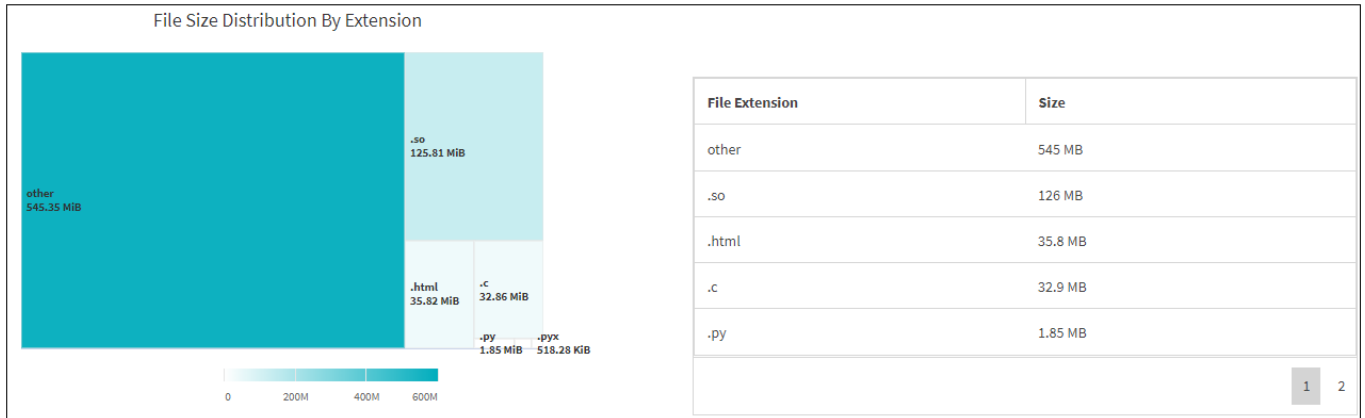 File Size Distribution By Extension
other
545.35 MiB
.so
125.81 MiB
.html
35.82 MiB
.c
32.86 MiB
.py
1.85 MiB
.pyx
518.28 KiB
0 200M 400M 600M
File Extension Size
other 545 MB
.so 126 MB
.html 35.8 MB
.c 32.9 MB
.py 1.85 MB
1 2